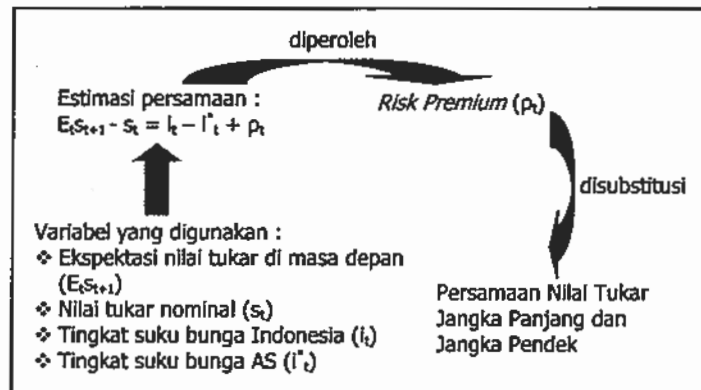 diperoleh
Estimasi persamaan :
Eₜsₜ₊₁ - sₜ = iₜ – i*ₜ + ρₜ
Risk Premium (ρₜ)
disubstitusi
Variabel yang digunakan :
❖ Ekspektasi nilai tukar di masa depan
(Eₜsₜ₊₁)
❖ Nilai tukar nominal (sₜ)
❖ Tingkat suku bunga Indonesia (iₜ)
❖ Tingkat suku bunga AS (i*ₜ)
Persamaan Nilai Tukar
Jangka Panjang dan
Jangka Pendek